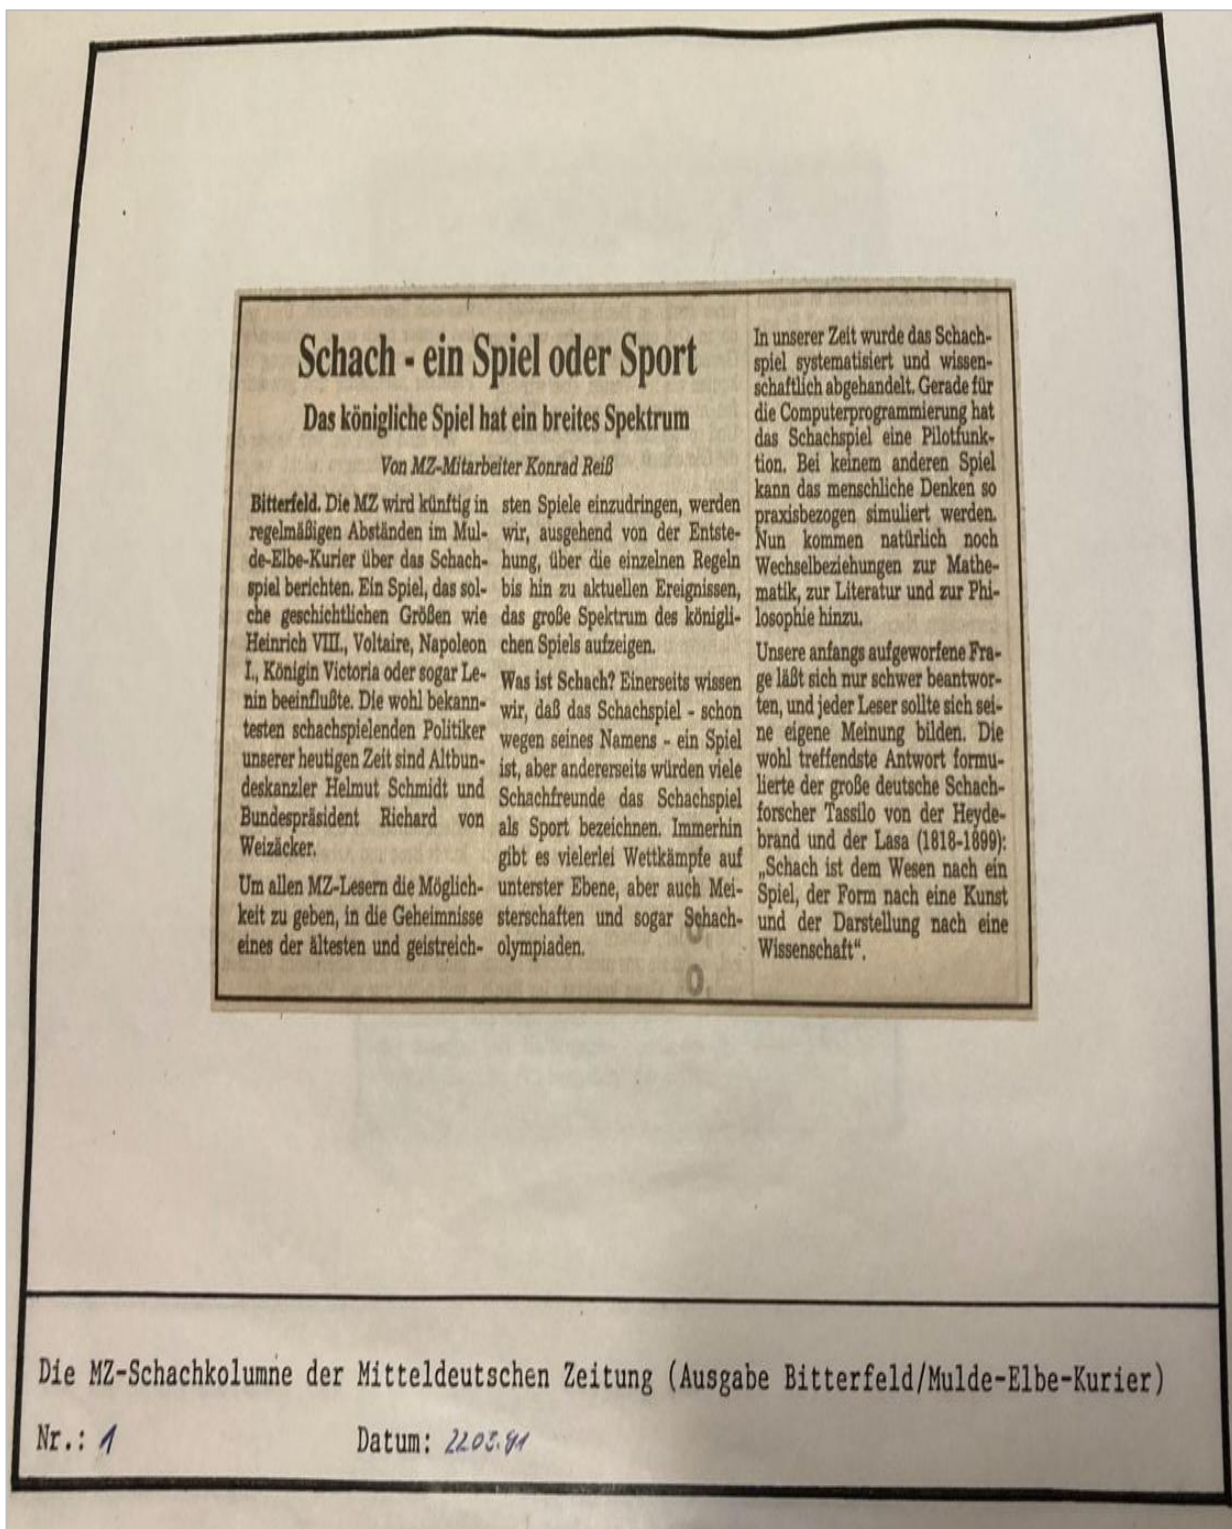 Schach - ein Spiel oder Sport
Das königliche Spiel hat ein breites Spektrum
Von MZ-Mitarbeiter Konrad Reiß
Bitterfeld. Die MZ wird künftig in
regelmäßigen Abständen im Mul-
de-Elbe-Kurier über das Schach-
spiel berichten. Ein Spiel, das sol-
che geschichtlichen Größen wie
Heinrich VIII., Voltaire, Napoleon
I., Königin Victoria oder sogar Le-
nin beeinflußte. Die wohl bekann-
testen schachspielenden Politiker
unserer heutigen Zeit sind Altbun-
deskanzler Helmut Schmidt und
Bundespräsident Richard von
Weizäcker.
Um allen MZ-Lesern die Möglich-
keit zu geben, in die Geheimnisse
eines der ältesten und geistreich-
sten Spiele einzudringen, werden
wir, ausgehend von der Entste-
hung, über die einzelnen Regeln
bis hin zu aktuellen Ereignissen,
das große Spektrum des königli-
chen Spiels aufzeigen.
Was ist Schach? Einerseits wissen
wir, daß das Schachspiel - schon
wegen seines Namens - ein Spiel
ist, aber andererseits würden viele
Schachfreunde das Schachspiel
als Sport bezeichnen. Immerhin
gibt es vielerlei Wettkämpfe auf
unterster Ebene, aber auch Mei-
sterschaften und sogar Schach-
olympiaden.
In unserer Zeit wurde das Schach-
spiel systematisiert und wissen-
schaftlich abgehandelt. Gerade für
die Computerprogrammierung hat
das Schachspiel eine Pilotfunk-
tion. Bei keinem anderen Spiel
kann das menschliche Denken so
praxisbezogen simuliert werden.
Nun kommen natürlich noch
Wechselbeziehungen zur Mathe-
matik, zur Literatur und zur Phi-
losophie hinzu.
Unsere anfangs aufgeworfene Fra-
ge läßt sich nur schwer beantwor-
ten, und jeder Leser sollte sich sei-
ne eigene Meinung bilden. Die
wohl treffendste Antwort formu-
lierte der große deutsche Schach-
forscher Tassilo von der Heyde-
brand und der Lasa (1818-1899):
„Schach ist dem Wesen nach ein
Spiel, der Form nach eine Kunst
und der Darstellung nach eine
Wissenschaft“.
Die MZ-Schachkolumne der Mitteldeutschen Zeitung (Ausgabe Bitterfeld/Mulde-Elbe-Kurier)
Nr.: 1 Datum: